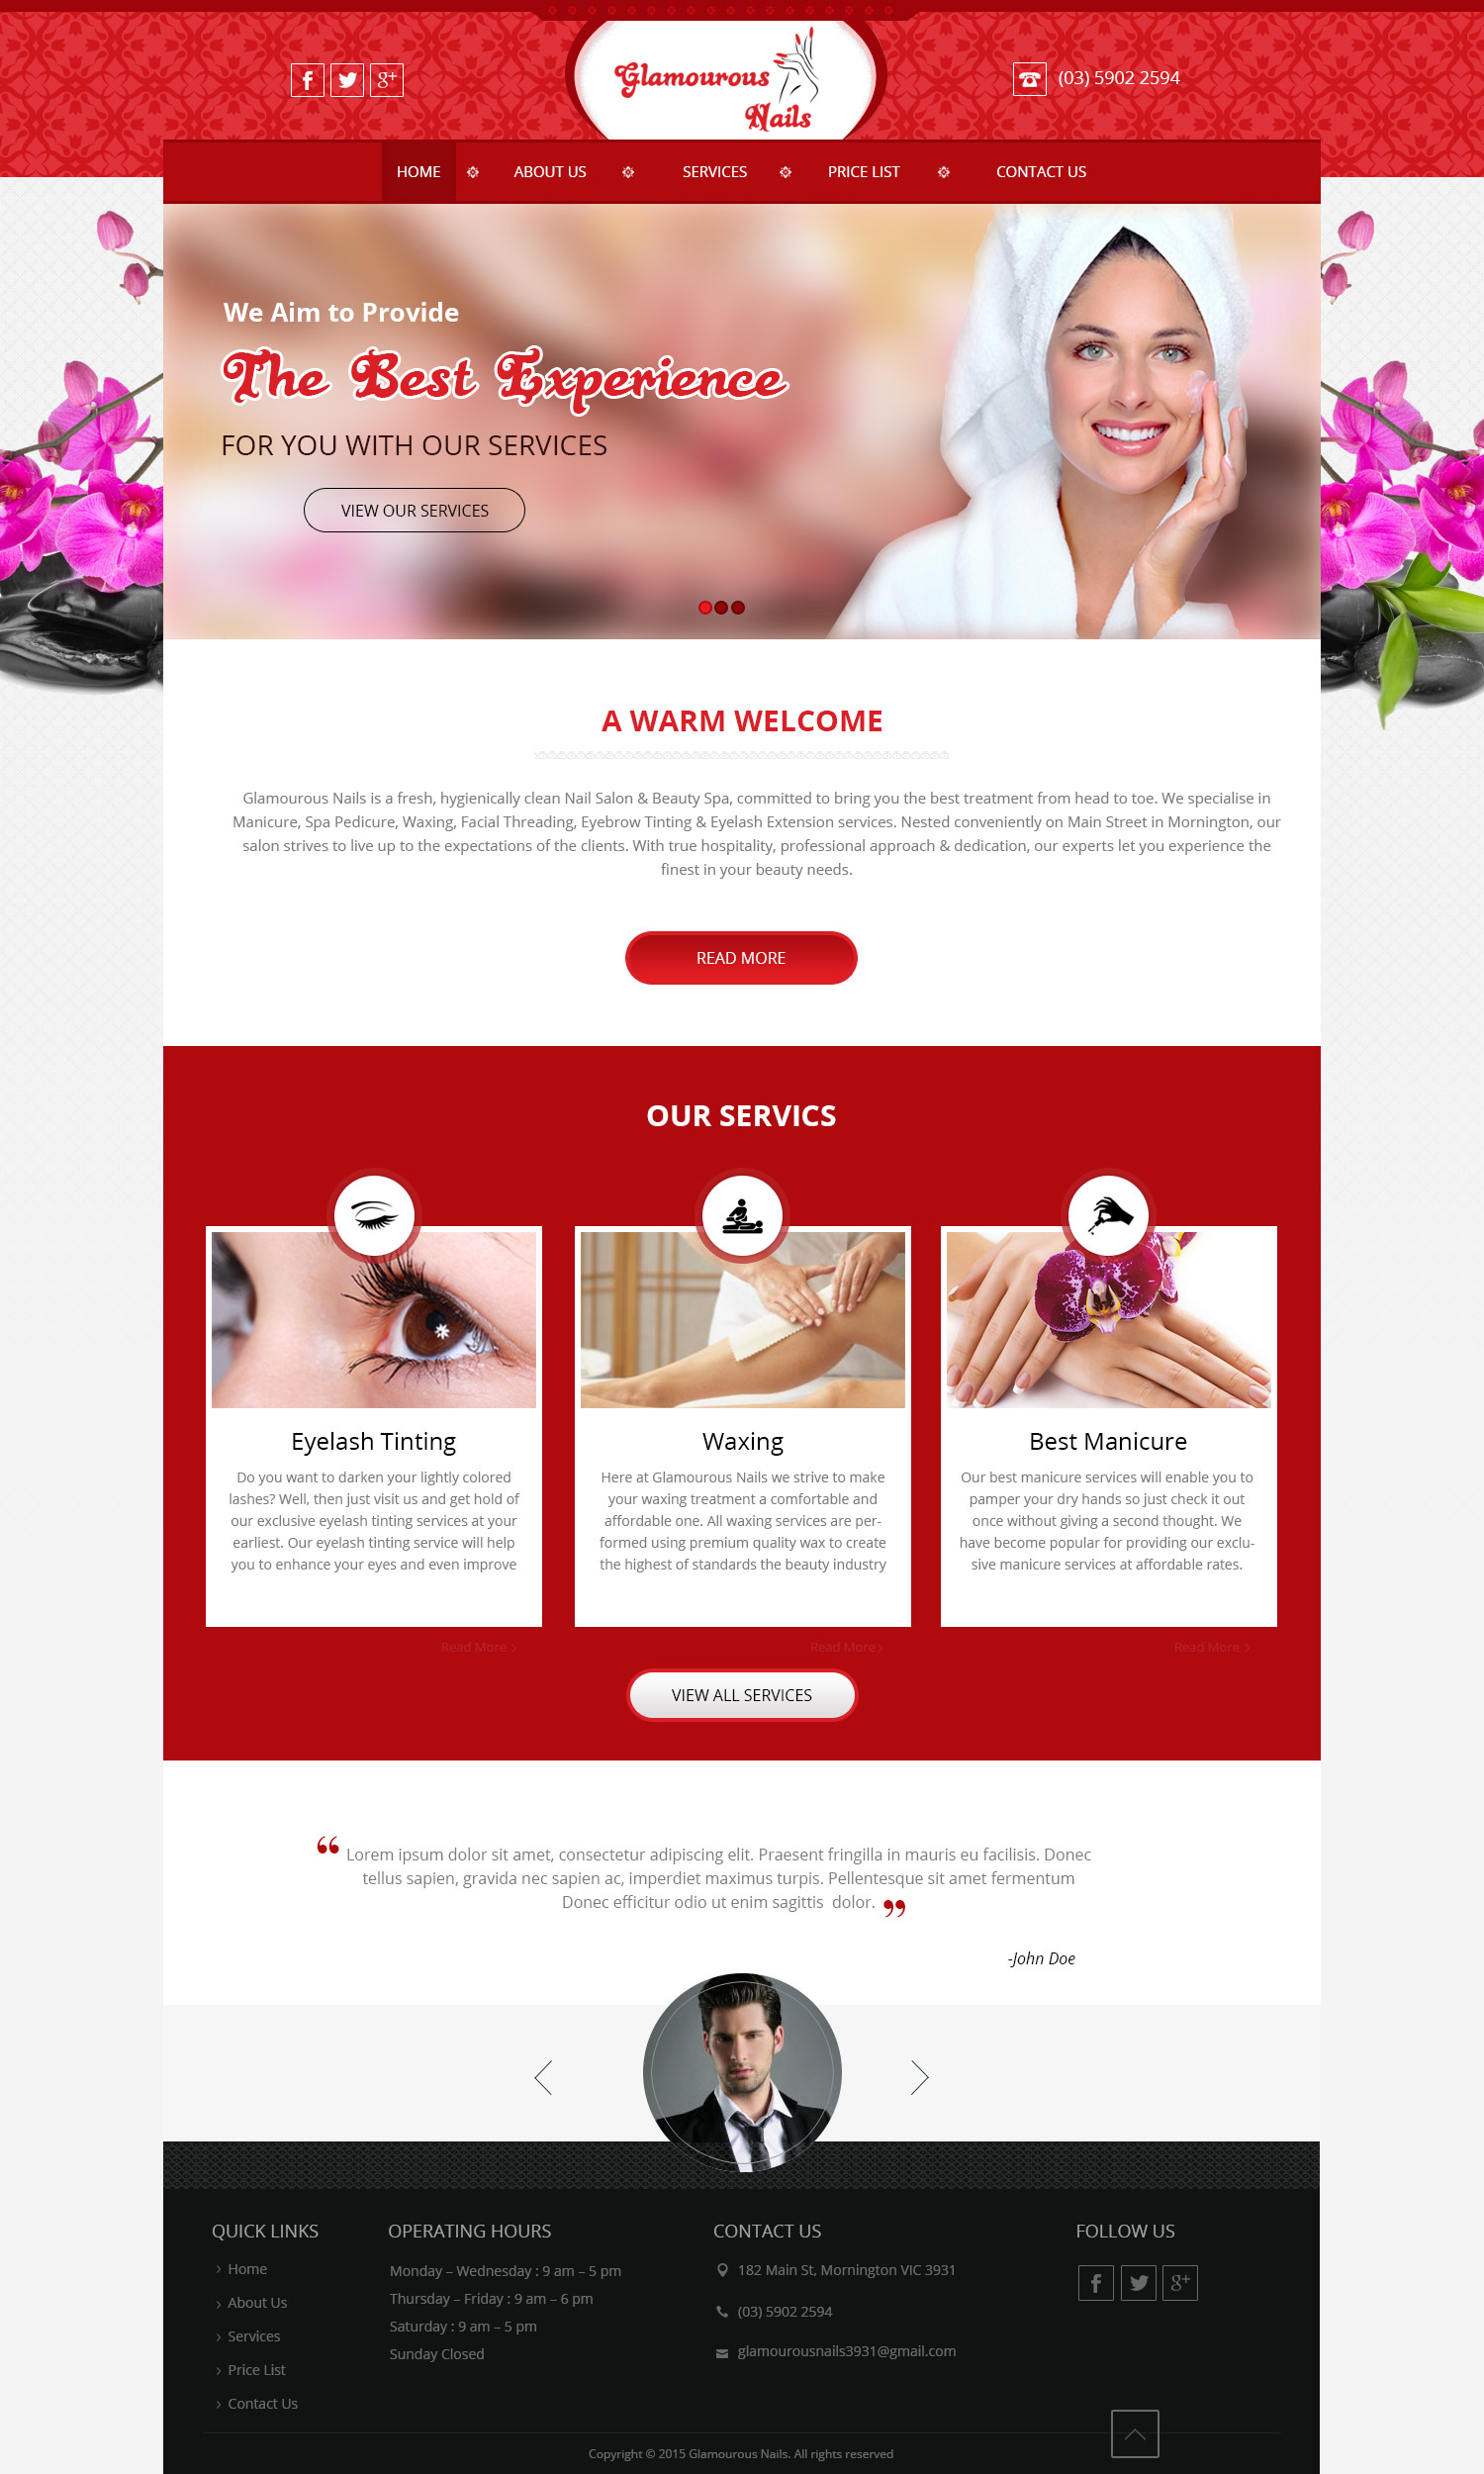 Glamourous
Nails
(03) 5902 2594
HOME
ABOUT US
SERVICES
PRICE LIST
CONTACT US
We Aim to Provide
The Best Experience
FOR YOU WITH OUR SERVICES
VIEW OUR SERVICES
A WARM WELCOME
Glamourous Nails is a fresh, hygienically clean Nail Salon & Beauty Spa, committed to bring you the best treatment from head to toe. We specialise in
Manicure, Spa Pedicure, Waxing, Facial Threading, Eyebrow Tinting & Eyelash Extension services. Nested conveniently on Main Street in Mornington, our
salon strives to live up to the expectations of the clients. With true hospitality, professional approach & dedication, our experts let you experience the
finest in your beauty needs.
READ MORE
OUR SERVICS
Eyelash Tinting
Do you want to darken your lightly colored
lashes? Well, then just visit us and get hold of
our exclusive eyelash tinting services at your
earliest. Our eyelash tinting service will help
you to enhance your eyes and even improve
Read More >
Waxing
Here at Glamourous Nails we strive to make
your waxing treatment a comfortable and
affordable one. All waxing services are per-
formed using premium quality wax to create
the highest of standards the beauty industry
Read More >
Best Manicure
Our best manicure services will enable you to
pamper your dry hands so just check it out
once without giving a second thought. We
have become popular for providing our exclu-
sive manicure services at affordable rates.
Read More >
VIEW ALL SERVICES
“ Lorem ipsum dolor sit amet, consectetur adipiscing elit. Praesent fringilla in mauris eu facilisis. Donec
tellus sapien, gravida nec sapien ac, imperdiet maximus turpis. Pellentesque sit amet fermentum
Donec efficitur odio ut enim sagittis dolor. ”
-John Doe
QUICK LINKS
Home
About Us
Services
Price List
Contact Us
OPERATING HOURS
Monday – Wednesday : 9 am – 5 pm
Thursday – Friday : 9 am – 6 pm
Saturday : 9 am – 5 pm
Sunday Closed
CONTACT US
182 Main St, Mornington VIC 3931
(03) 5902 2594
glamourousnails3931@gmail.com
FOLLOW US
Copyright © 2015 Glamourous Nails. All rights reserved